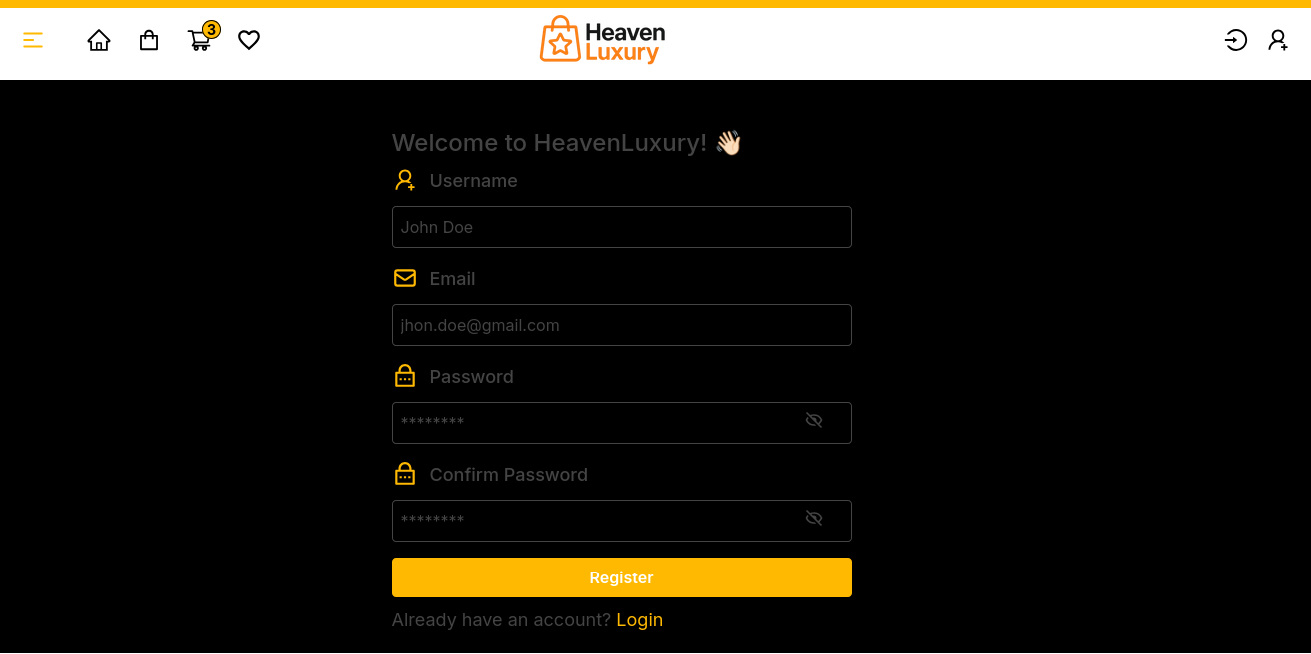 3
Heaven
Luxury
Welcome to HeavenLuxury! 👋🏻
Username
John Doe
Email
jhon.doe@gmail.com
Password
********
Confirm Password
********
Register
Already have an account? Login